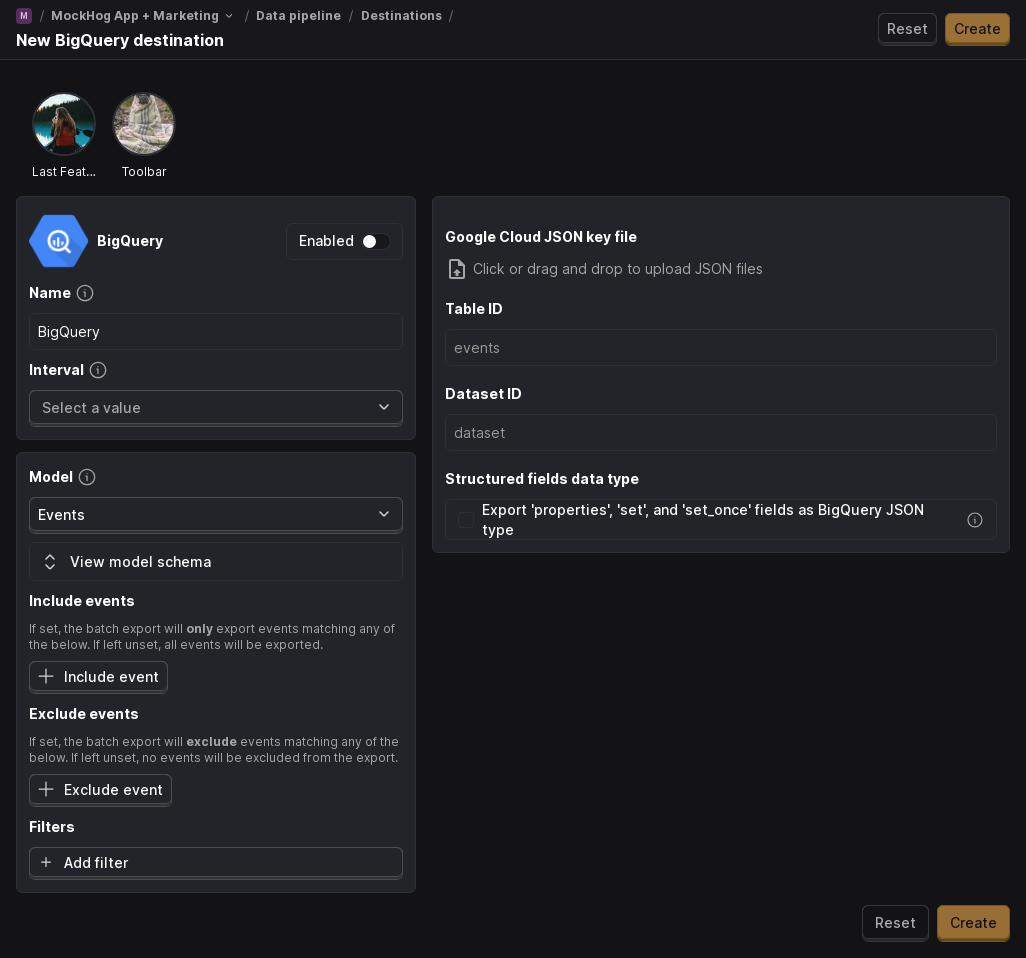 M / MockHog App + Marketing / Data pipeline / Destinations /
New BigQuery destination
Reset
Create
Last Feat...
Toolbar
BigQuery
Enabled
Name
BigQuery
Interval
Select a value
Model
Events
View model schema
Include events
If set, the batch export will only export events matching any of
the below. If left unset, all events will be exported.
Include event
Exclude events
If set, the batch export will exclude events matching any of the
below. If left unset, no events will be excluded from the export.
Exclude event
Filters
Add filter
Google Cloud JSON key file
Click or drag and drop to upload JSON files
Table ID
events
Dataset ID
dataset
Structured fields data type
Export 'properties', 'set', and 'set_once' fields as BigQuery JSON
type
Reset
Create